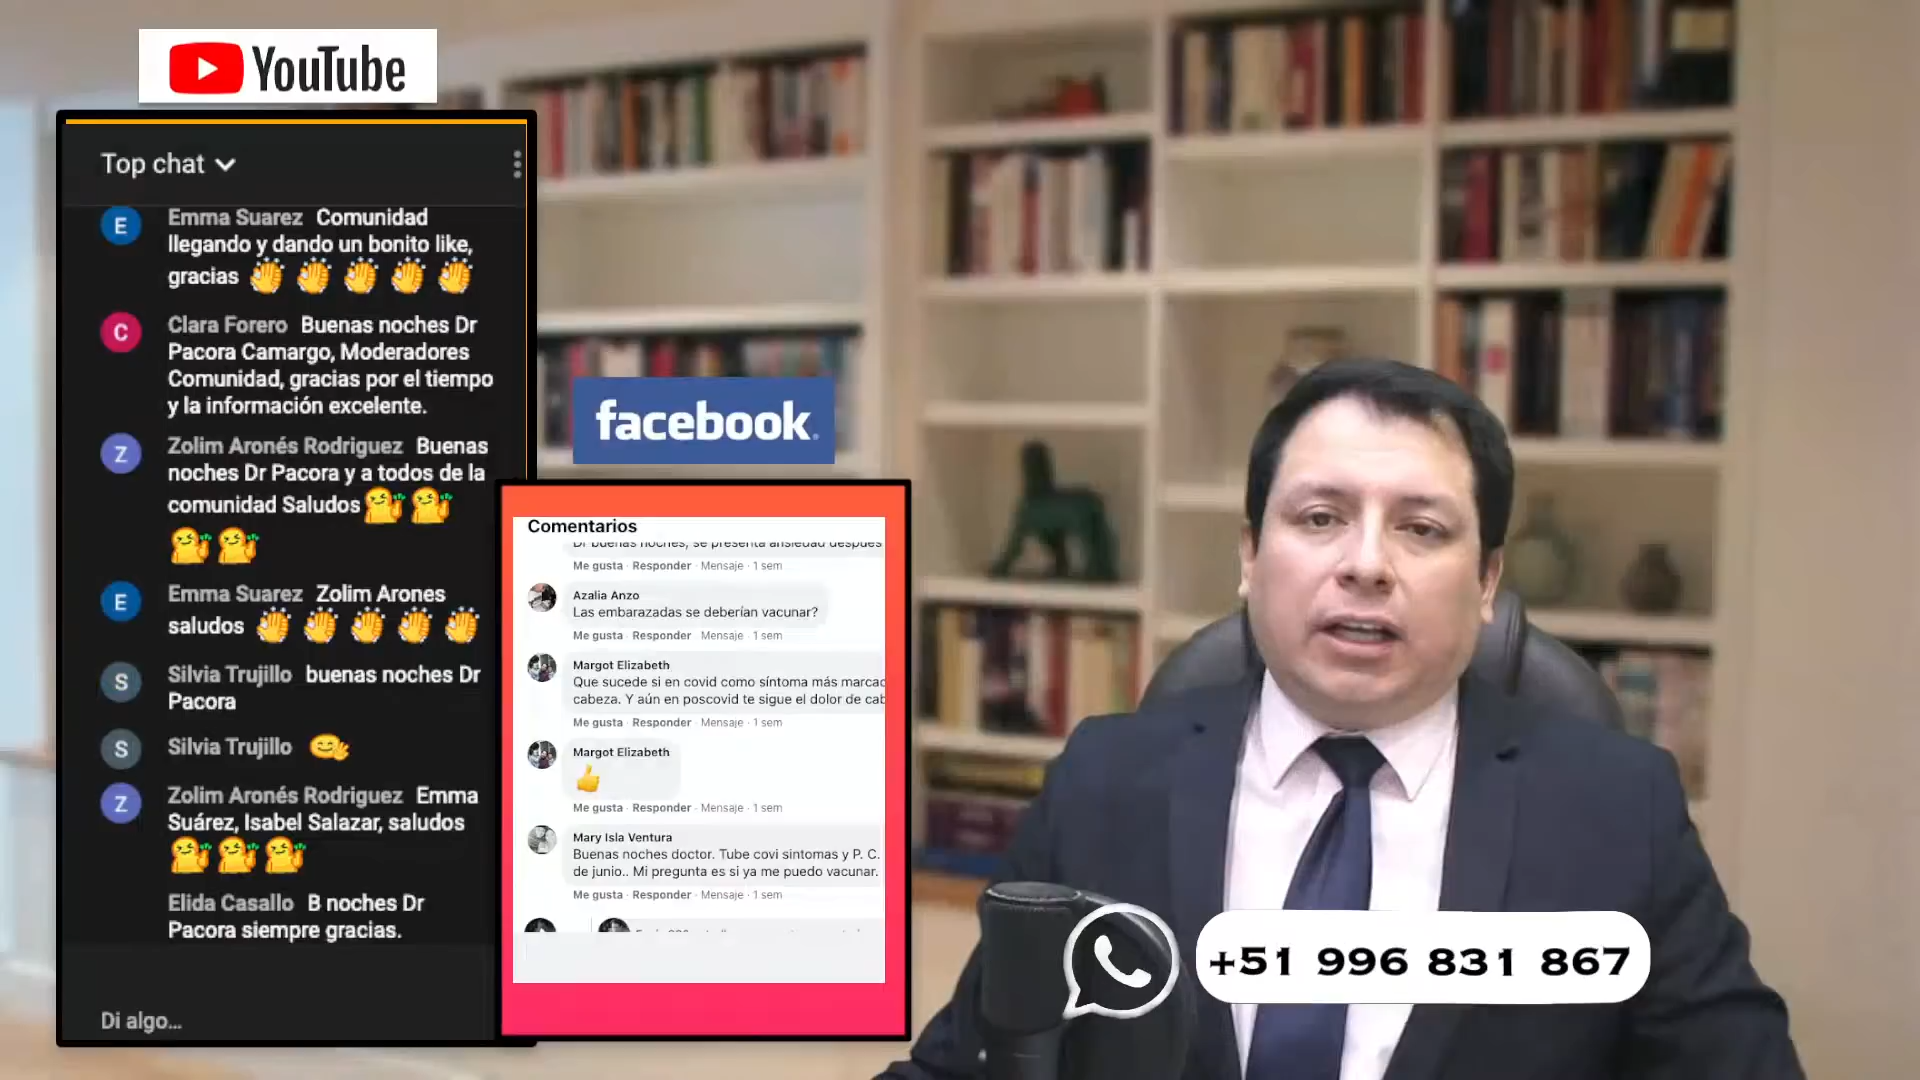 YouTube
Top chat
E
Emma Suarez Comunidad
llegando y dando un bonito like,
gracias
C
Clara Forero Buenas noches Dr
Pacora Camargo, Moderadores
Comunidad, gracias por el tiempo
y la información excelente.
Z
Zolim Aronés Rodriguez Buenas
noches Dr Pacora y a todos de la
comunidad Saludos
E
Emma Suarez Zolim Arones
saludos
S
Silvia Trujillo buenas noches Dr
Pacora
S
Silvia Trujillo
Z
Zolim Aronés Rodriguez Emma
Suárez, Isabel Salazar, saludos
Elida Casallo B noches Dr
Pacora siempre gracias.
Di algo...
facebook.
Comentarios
Dr buenas noches, se presenta ansiedad despues
Me gusta · Responder · Mensaje · 1 sem
Azalia Anzo
Las embarazadas se deberían vacunar?
Me gusta · Responder · Mensaje · 1 sem
Margot Elizabeth
Que sucede si en covid como síntoma más marcad
cabeza. Y aún en poscovid te sigue el dolor de cab
Me gusta · Responder · Mensaje · 1 sem
Margot Elizabeth
Me gusta · Responder · Mensaje · 1 sem
Mary Isla Ventura
Buenas noches doctor. Tube covi sintomas y P. C.
de junio.. Mi pregunta es si ya me puedo vacunar.
Me gusta · Responder · Mensaje · 1 sem
+51 996 831 867